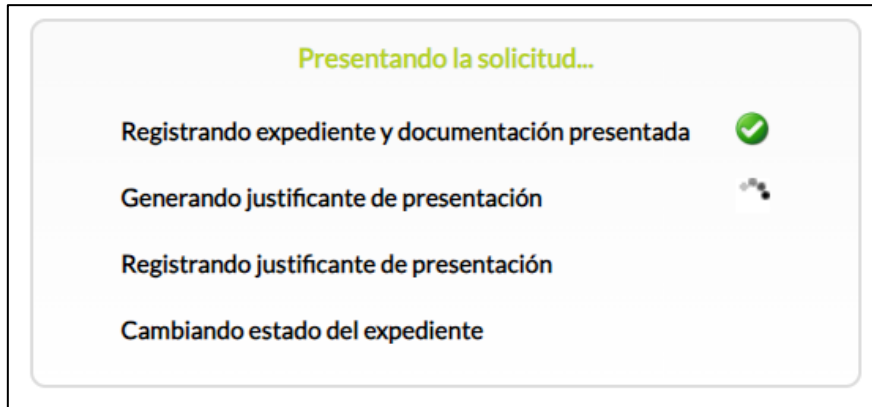 Presentando la solicitud...
Registrando expediente y documentación presentada
Generando justificante de presentación
Registrando justificante de presentación
Cambiando estado del expediente